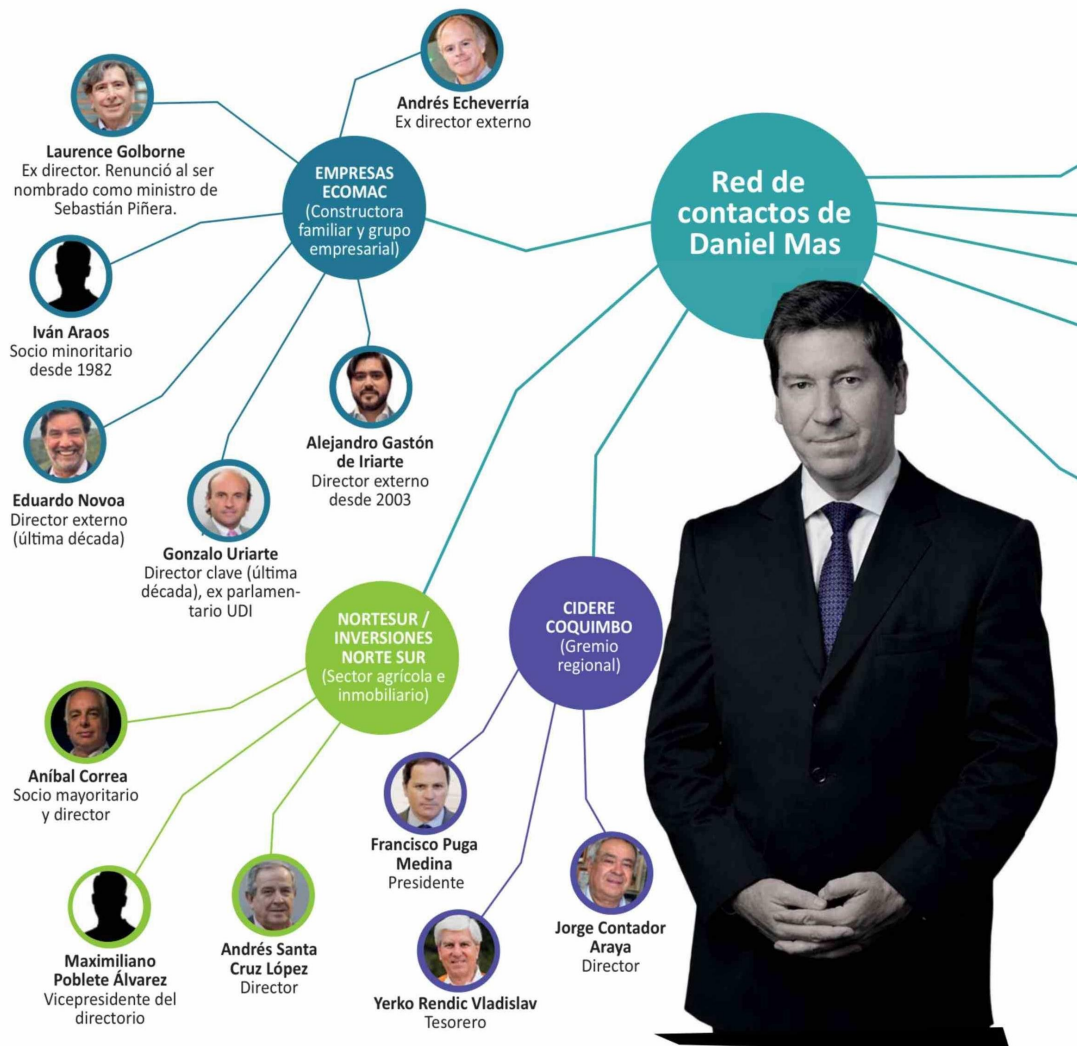 Andrés Echeverría
Ex director externo
Laurence Golborne
Ex director. Renunció al ser
nombrado como ministro de
Sebastián Piñera.
EMPRESAS
ECOMAC
(Constructora
familiar y grupo
empresarial)
Red de
contactos de
Daniel Mas
Iván Araos
Socio minoritario
desde 1982
Alejandro Gastón
de Iriarte
Director externo
desde 2003
Eduardo Novoa
Director externo
(última década)
Gonzalo Uriarte
Director clave (última
década), ex parlamen-
tario UDI
NORTESUR /
INVERSIONES
NORTE SUR
(Sector agrícola e
inmobiliario)
CIDERE
COQUIMBO
(Gremio
regional)
Aníbal Correa
Socio mayoritario
y director
Maximiliano
Poblete Álvarez
Vicepresidente del
directorio
Andrés Santa
Cruz López
Director
Francisco Puga
Medina
Presidente
Yerko Rendic Vladislav
Tesorero
Jorge Contador
Araya
Director